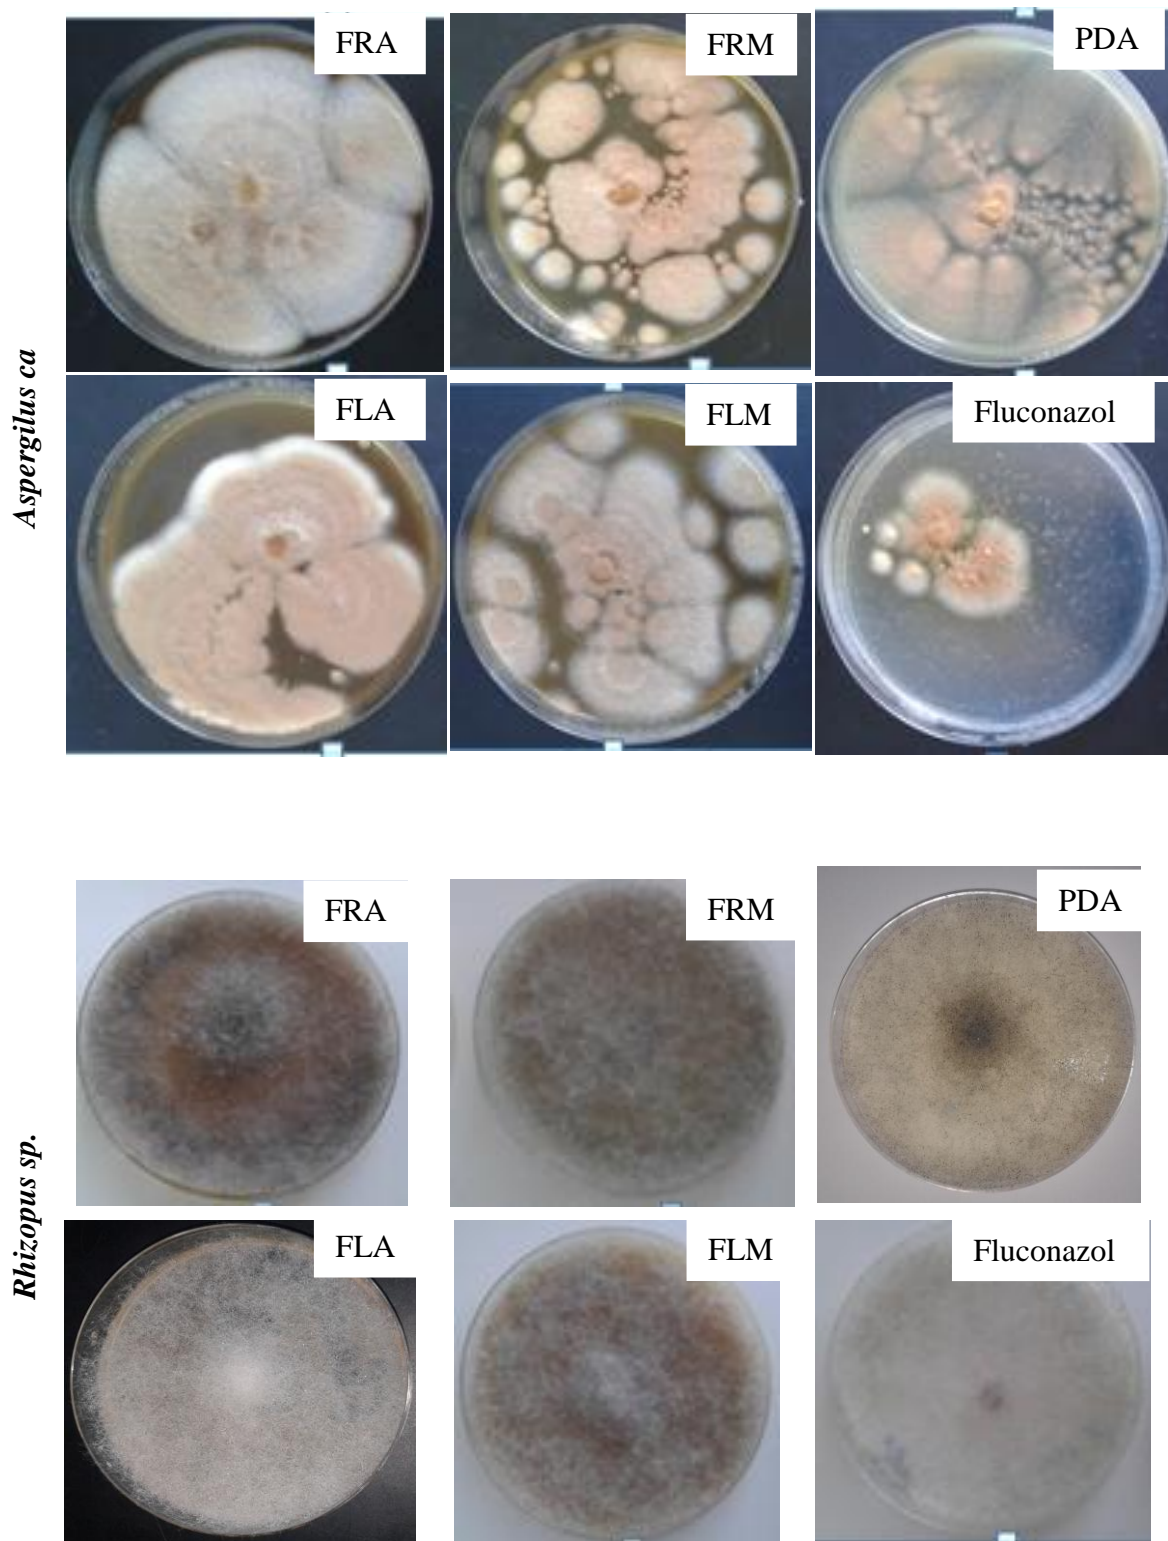 Aspergilus ca
FRA
FRM
PDA
FLA
FLM
Fluconazol
Rhizopus sp.
FRA
FRM
PDA
FLA
FLM
Fluconazol